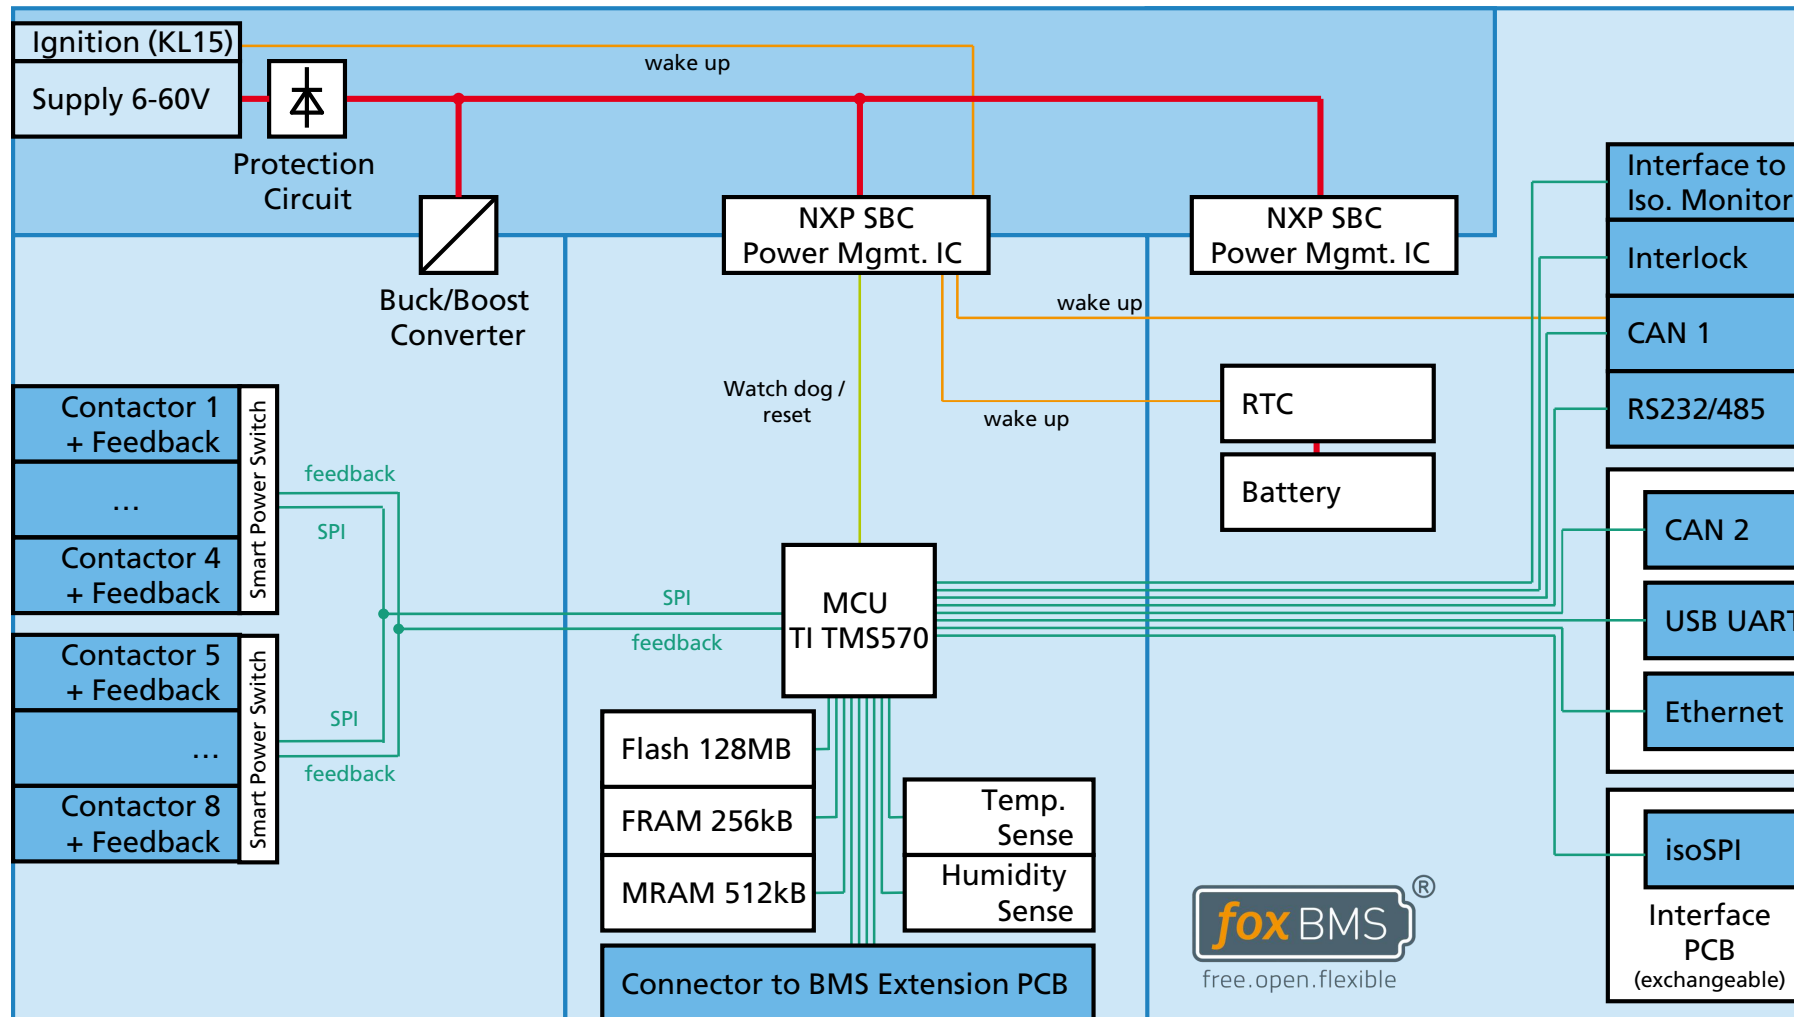 Ignition (KL15)
Supply 6-60V
wake up
Protection
Circuit
Buck/Boost
Converter
NXP SBC
Power Mgmt. IC
NXP SBC
Power Mgmt. IC
wake up
Watch dog /
reset
wake up
RTC
Battery
Interface to
Iso. Monitor
Interlock
CAN 1
RS232/485
CAN 2
USB UART
Ethernet
isoSPI
Interface
PCB
(exchangeable)
Contactor 1
+ Feedback
...
Contactor 4
+ Feedback
Smart Power Switch
feedback
SPI
Contactor 5
+ Feedback
...
Contactor 8
+ Feedback
Smart Power Switch
SPI
feedback
SPI
feedback
MCU
TI TMS570
Flash 128MB
FRAM 256kB
MRAM 512kB
Temp.
Sense
Humidity
Sense
Connector to BMS Extension PCB
fox BMS ®
free.open.flexible